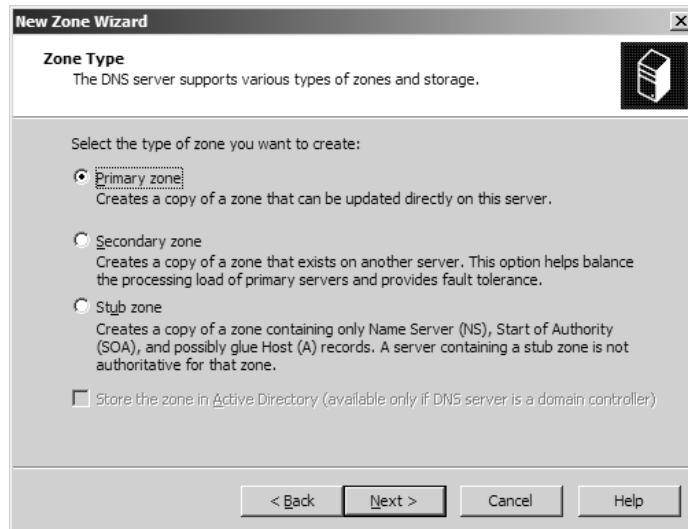 New Zone Wizard
Zone Type
The DNS server supports various types of zones and storage.
Select the type of zone you want to create:
Primary zone
Creates a copy of a zone that can be updated directly on this server.
Secondary zone
Creates a copy of a zone that exists on another server. This option helps balance
the processing load of primary servers and provides fault tolerance.
Stub zone
Creates a copy of a zone containing only Name Server (NS), Start of Authority
(SOA), and possibly glue Host (A) records. A server containing a stub zone is not
authoritative for that zone.
Store the zone in Active Directory (available only if DNS server is a domain controller)
< Back
Next >
Cancel
Help